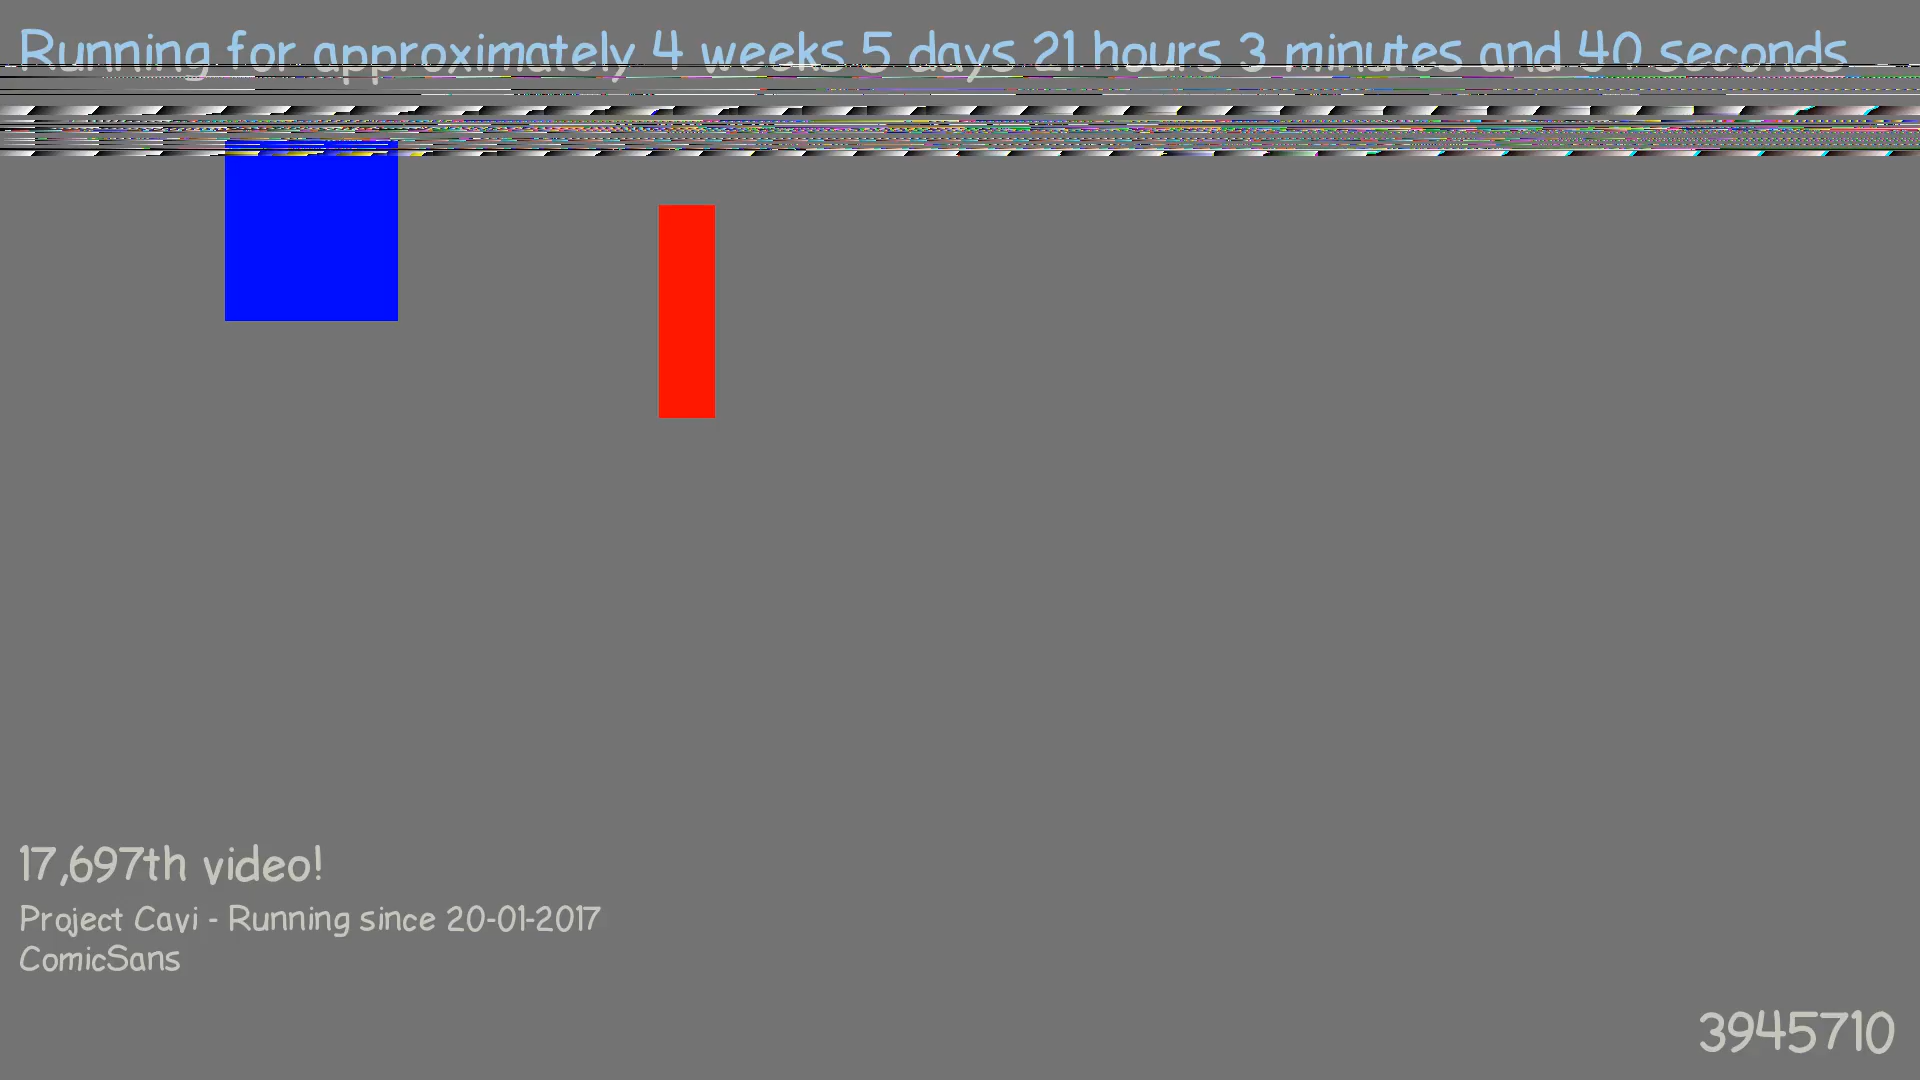 Running for approximately 4 weeks 5 days 21 hours 3 minutes and 40 seconds
17,697th video!
Project Cavi - Running since 20-01-2017
ComicSans
3945710